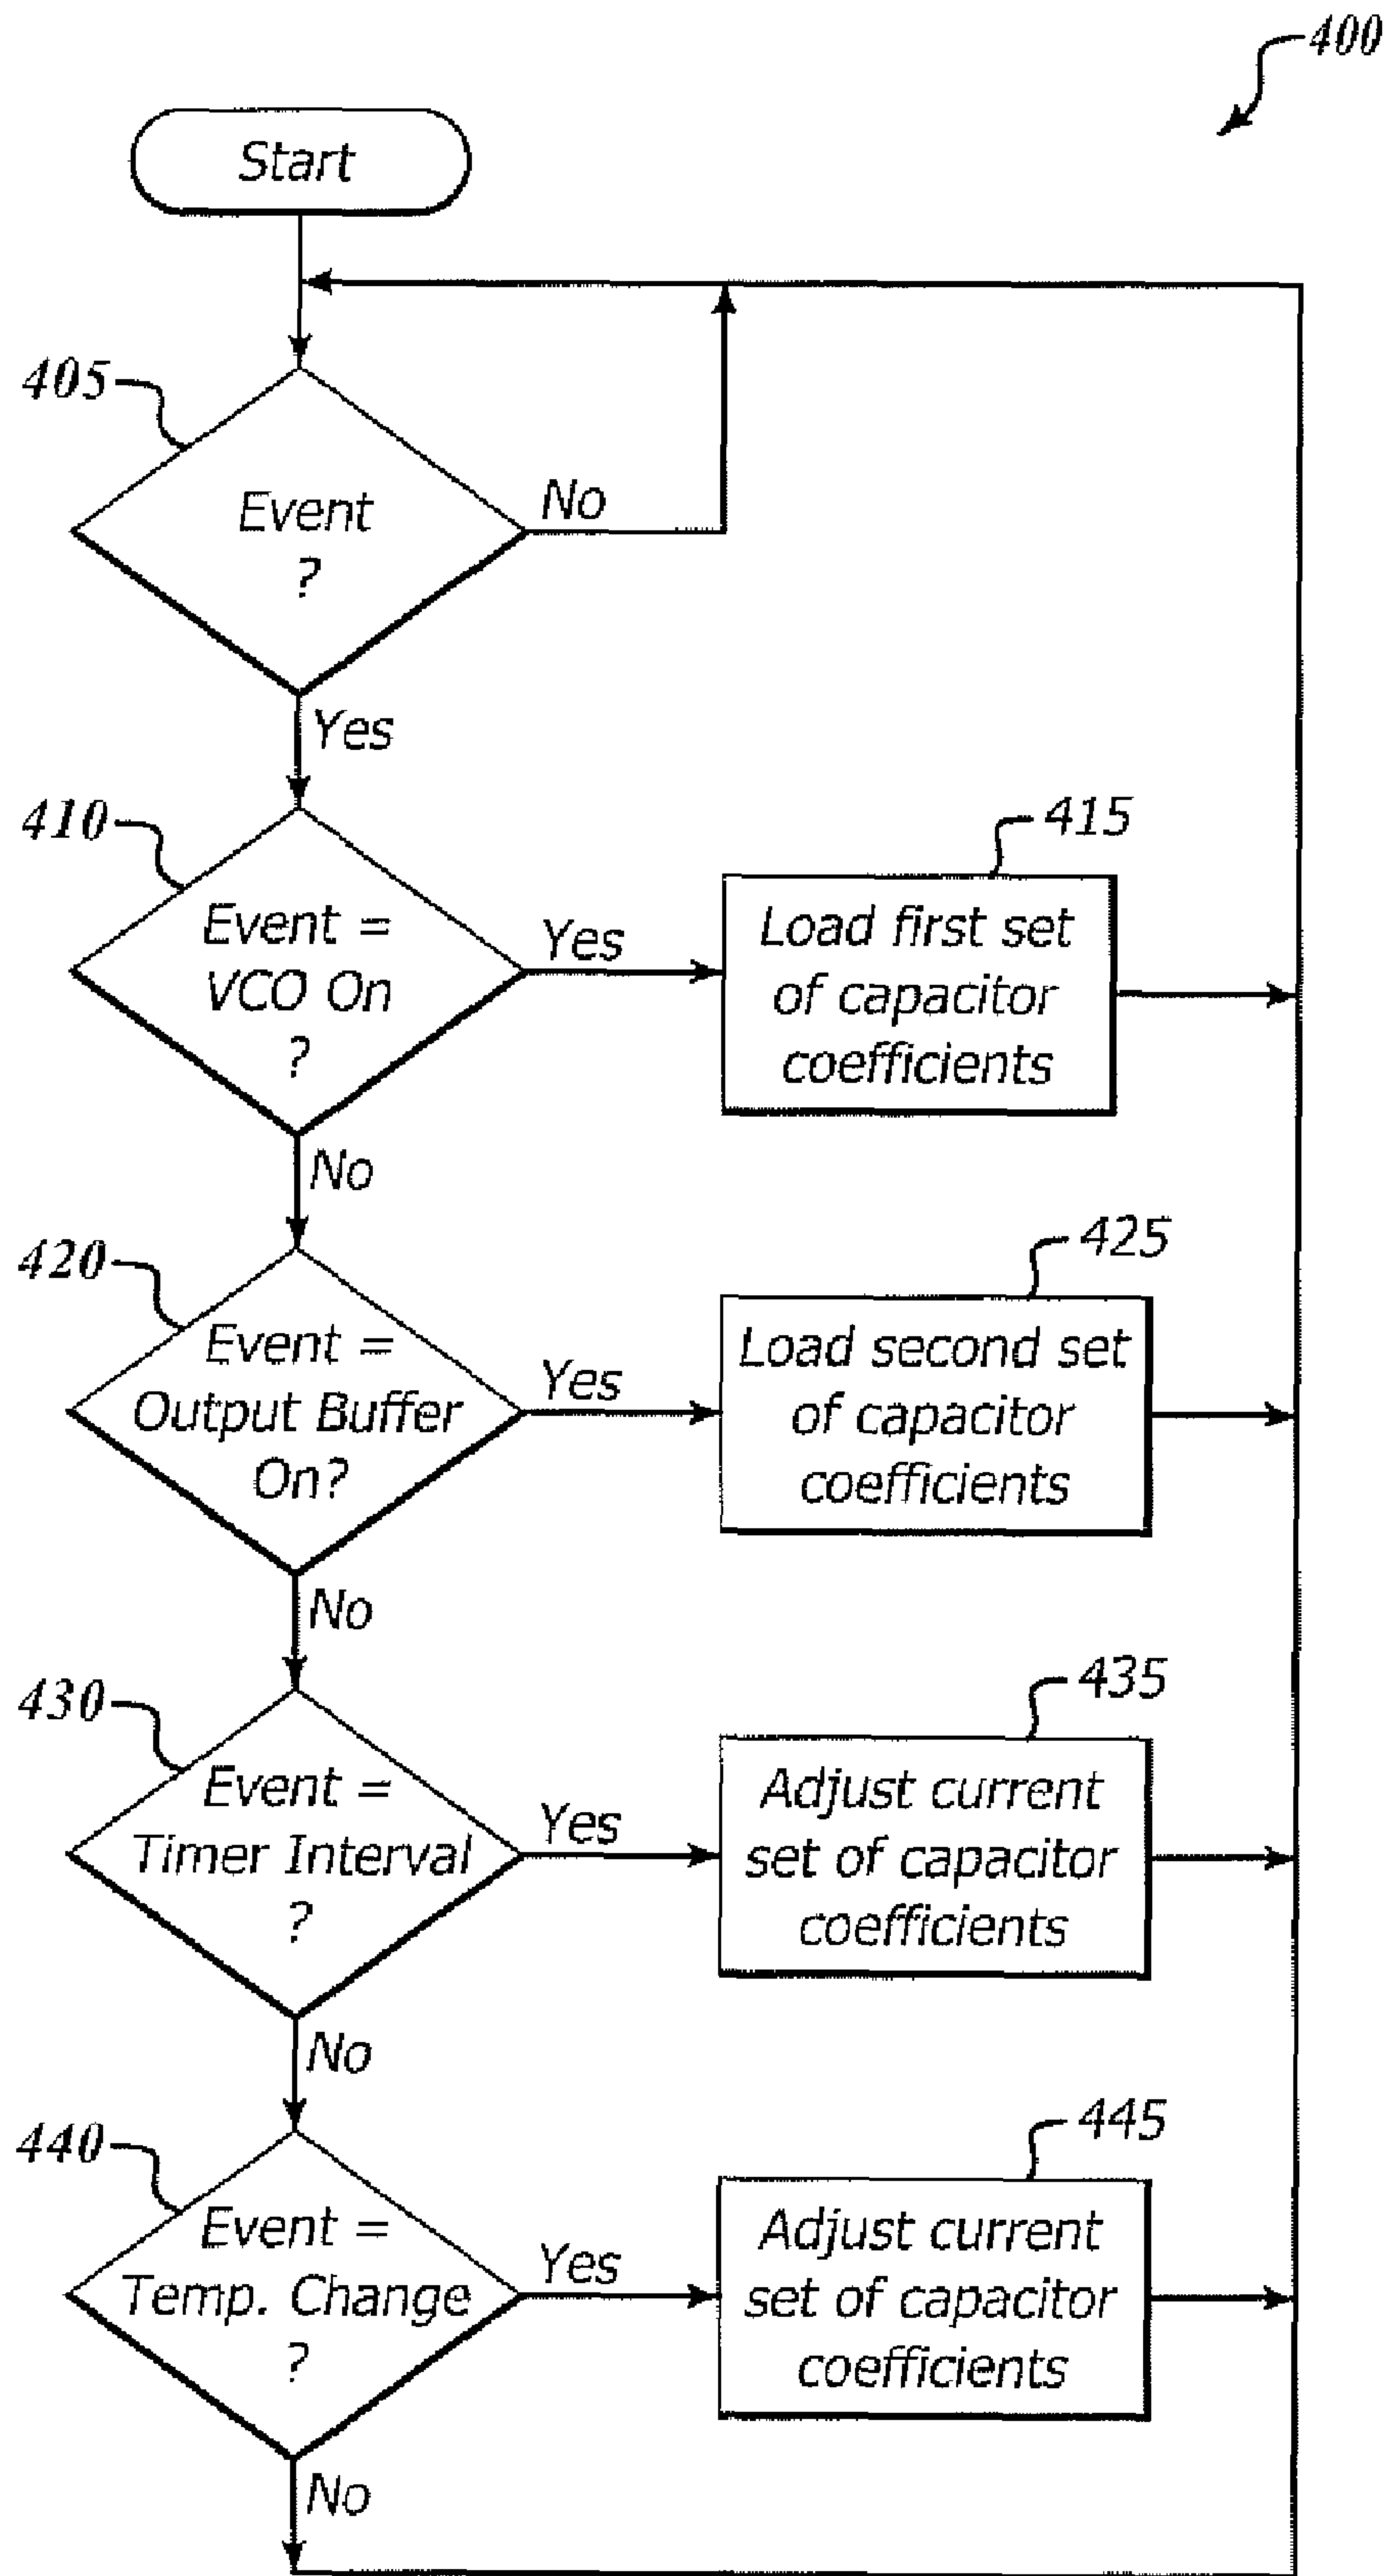 400
Start
405
Event
?
No
Yes
410
Event =
VCO On
?
Yes
415
Load first set
of capacitor
coefficients
No
420
Event =
Output Buffer
On?
Yes
425
Load second set
of capacitor
coefficients
No
430
Event =
Timer Interval
?
Yes
435
Adjust current
set of capacitor
coefficients
No
440
Event =
Temp. Change
?
Yes
445
Adjust current
set of capacitor
coefficients
No